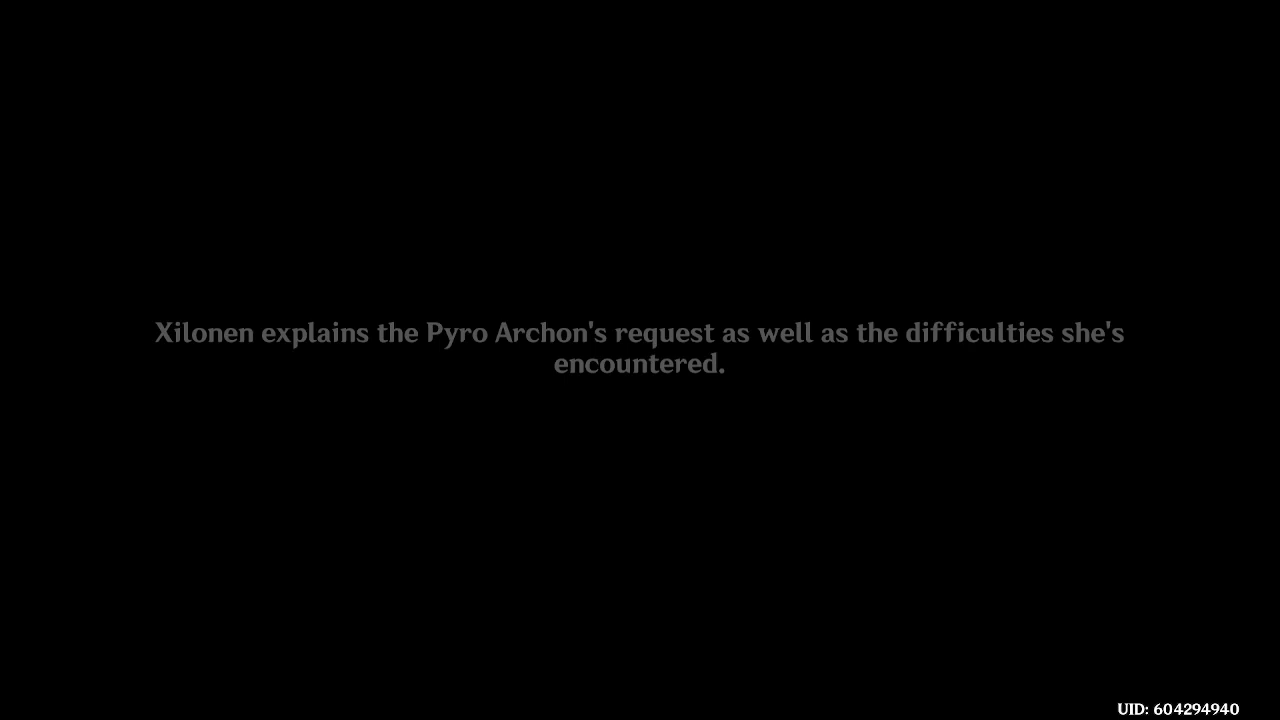 Xilonen explains the Pyro Archon's request as well as the difficulties she's
encountered.
UID: 604294940